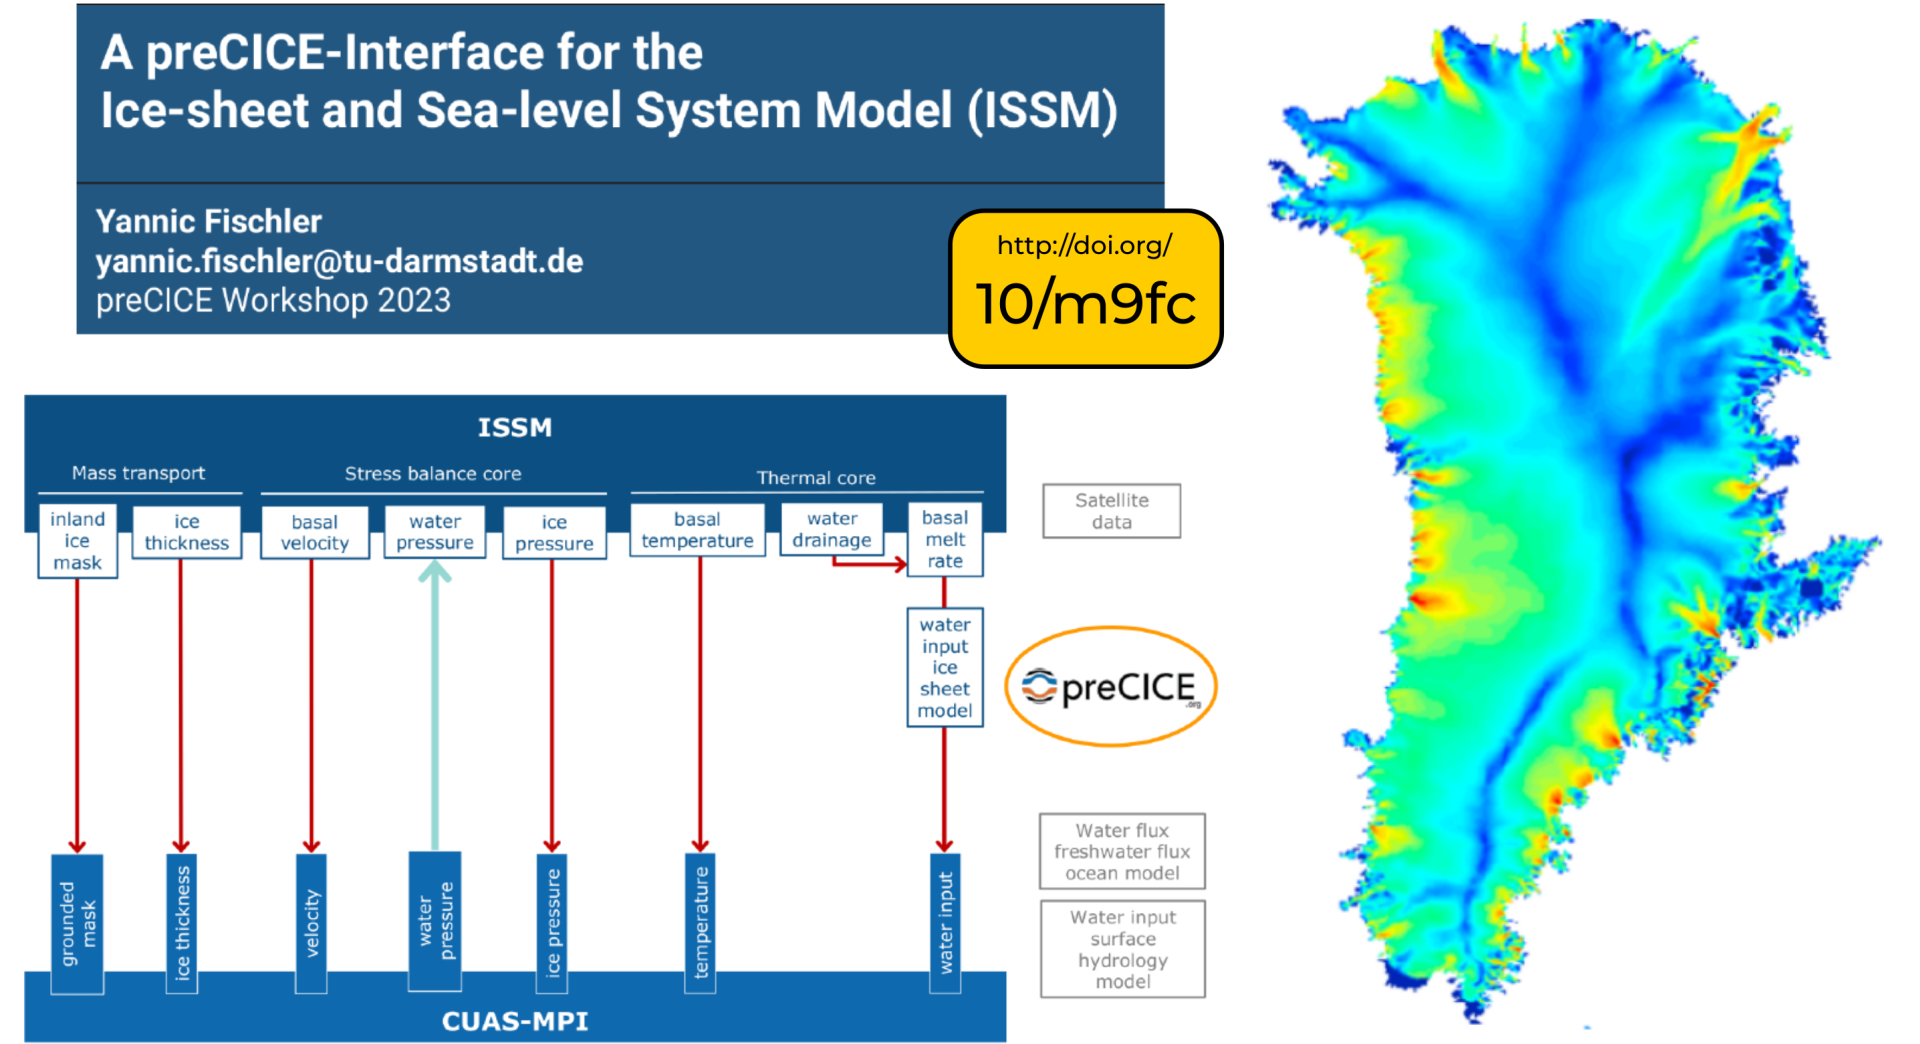 A preCICE-Interface for the
Ice-sheet and Sea-level System Model (ISSM)
Yannic Fischler
yannic.fischler@tu-darmstadt.de
preCICE Workshop 2023
http://doi.org/
10/m9fc
ISSM
Mass transport
Stress balance core
Thermal core
inland
ice
mask
ice
thickness
basal
velocity
water
pressure
ice
pressure
basal
temperature
water
drainage
basal
melt
rate
Satellite
data
water
input
ice
sheet
model
preCICE
.org
Water flux
freshwater flux
ocean model
Water input
surface
hydrology
model
grounded
mask
ice thickness
velocity
water
pressure
ice pressure
temperature
water input
CUAS-MPI